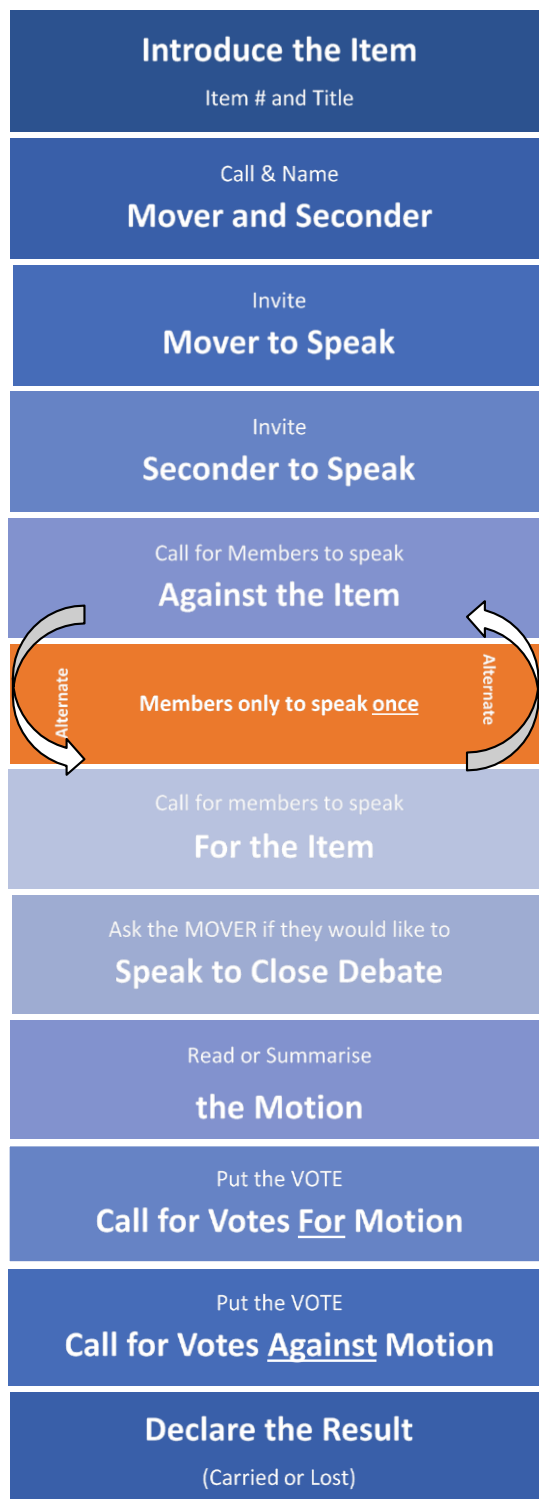 Introduce the Item
Item # and Title
Call & Name
Mover and Seconder
Invite
Mover to Speak
Invite
Seconder to Speak
Call for Members to speak
Against the Item
Alternate
Members only to speak once
Alternate
Call for members to speak
For the Item
Ask the MOVER if they would like to
Speak to Close Debate
Read or Summarise
the Motion
Put the VOTE
Call for Votes For Motion
Put the VOTE
Call for Votes Against Motion
Declare the Result
(Carried or Lost)